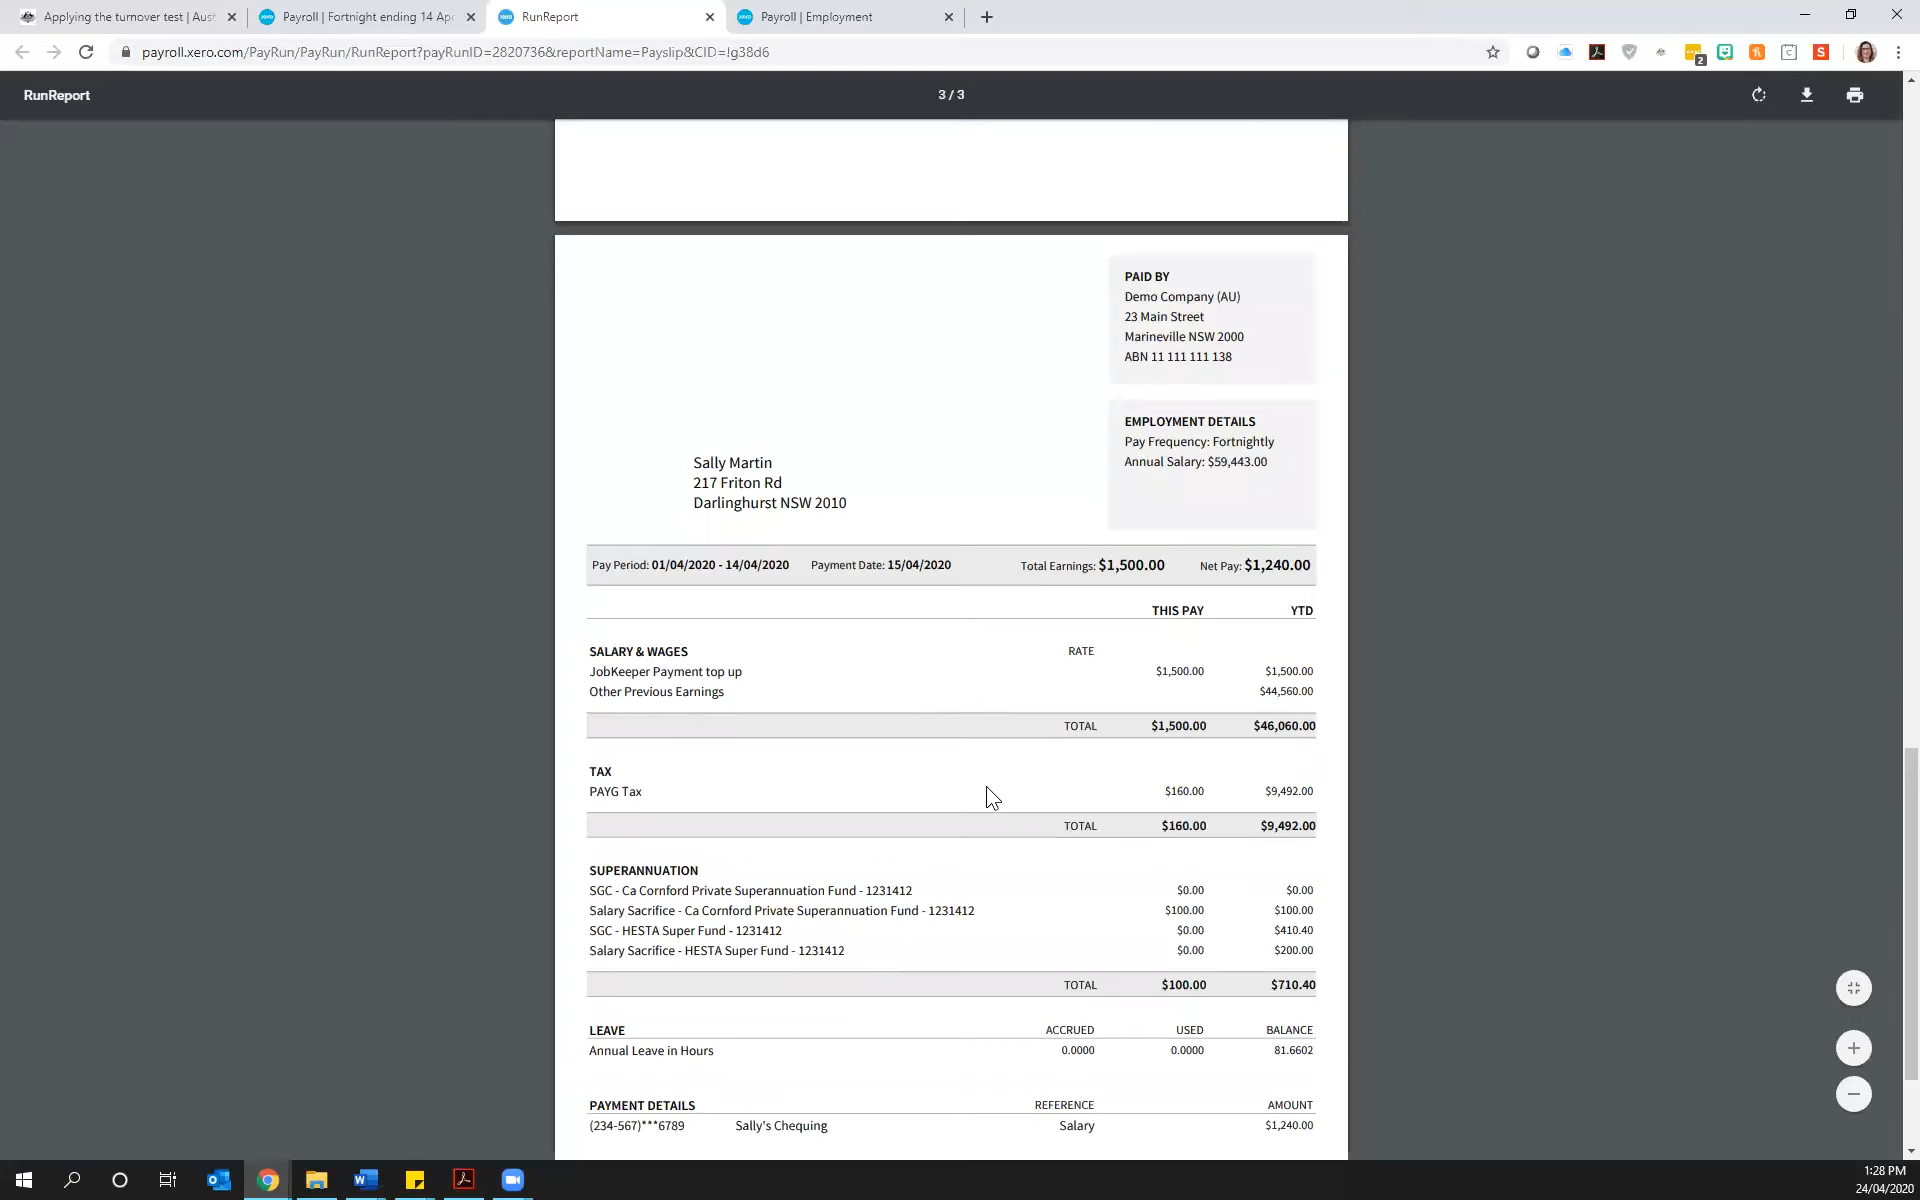 Applying the turnover test | Aust
Payroll | Fortnight ending 14 Apr
RunReport
Payroll | Employment
payroll.xero.com/PayRun/PayRun/RunReport?payRunID=2820736&reportName=Payslip&CID=!g38d6
RunReport
3 / 3
PAID BY
Demo Company (AU)
23 Main Street
Marineville NSW 2000
ABN 11 111 111 138
EMPLOYMENT DETAILS
Pay Frequency: Fortnightly
Annual Salary: $59,443.00
Sally Martin
217 Friton Rd
Darlinghurst NSW 2010
Pay Period: 01/04/2020 - 14/04/2020 Payment Date: 15/04/2020 Total Earnings: $1,500.00 Net Pay: $1,240.00
THIS PAY YTD
SALARY & WAGES RATE
JobKeeper Payment top up $1,500.00 $1,500.00
Other Previous Earnings $44,560.00
TOTAL $1,500.00 $46,060.00
TAX
PAYG Tax $160.00 $9,492.00
TOTAL $160.00 $9,492.00
SUPERANNUATION
SGC - Ca Cornford Private Superannuation Fund - 1231412 $0.00 $0.00
Salary Sacrifice - Ca Cornford Private Superannuation Fund - 1231412 $100.00 $100.00
SGC - HESTA Super Fund - 1231412 $0.00 $410.40
Salary Sacrifice - HESTA Super Fund - 1231412 $0.00 $200.00
TOTAL $100.00 $710.40
LEAVE ACCRUED USED BALANCE
Annual Leave in Hours 0.0000 0.0000 81.6602
PAYMENT DETAILS REFERENCE AMOUNT
(234-567)***6789 Sally's Chequing Salary $1,240.00
1:28 PM
24/04/2020